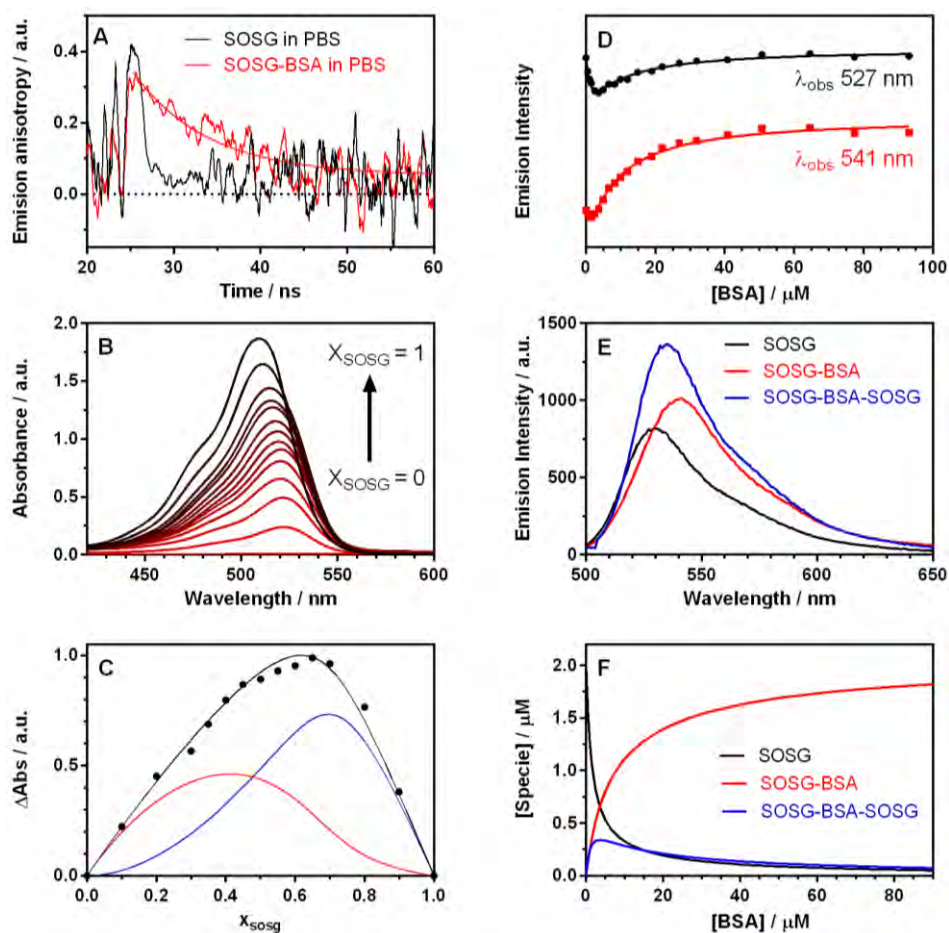 A
SOSG in PBS
SOSG-BSA in PBS
Emission anisotropy / a.u.
0.4
0.2
0.0
20 30 40 50 60
Time / ns
D
λobs 527 nm
λobs 541 nm
Emission Intensity
0 20 40 60 80 100
[BSA] / μM
B
XSOSG = 1
XSOSG = 0
Absorbance / a.u.
2.0
1.5
1.0
0.5
0.0
450 500 550 600
Wavelength / nm
E
SOSG
SOSG-BSA
SOSG-BSA-SOSG
Emision Intensity / a.u.
1500
1000
500
0
500 550 600 650
Wavelength / nm
C
ΔAbs / a.u.
1.0
0.5
0.0
0.0 0.2 0.4 0.6 0.8 1.0
xSOSG
F
SOSG
SOSG-BSA
SOSG-BSA-SOSG
[Specie] / μM
2.0
1.5
1.0
0.5
0.0
0 20 40 60 80
[BSA] / μM